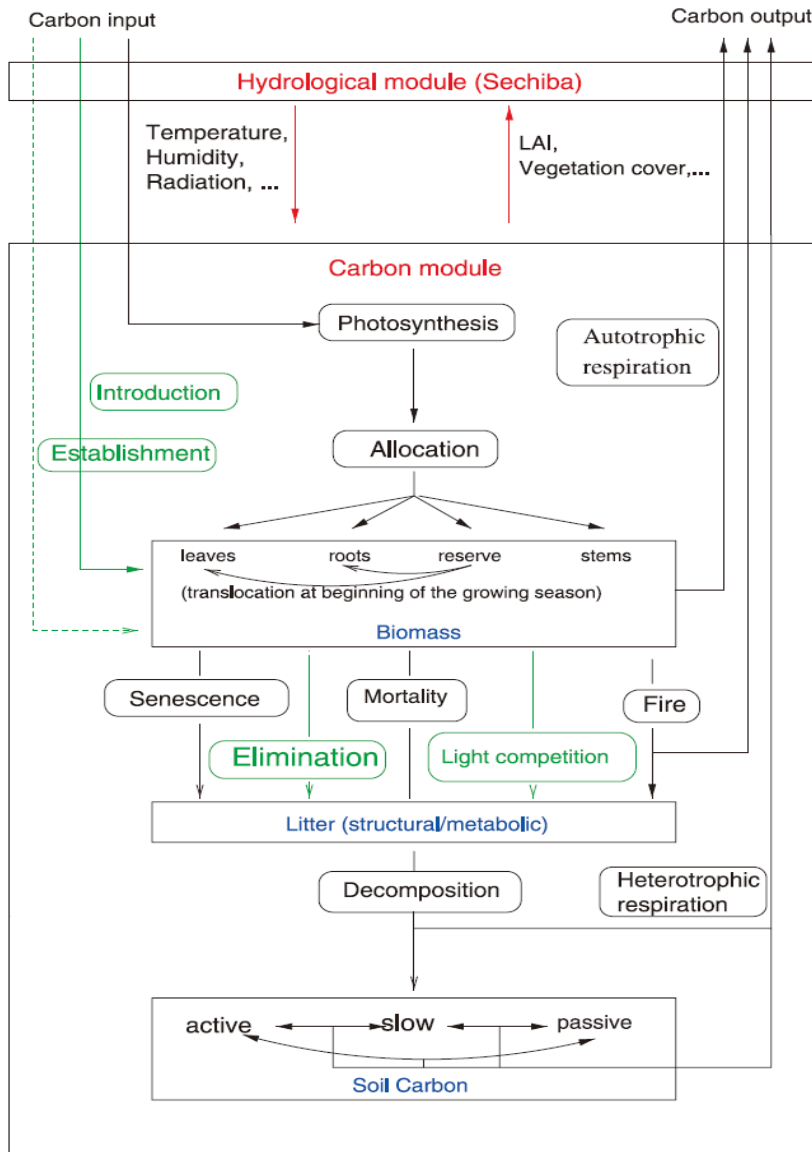 Carbon input
Carbon output
Hydrological module (Sechiba)
Temperature,
Humidity,
Radiation, ...
LAI,
Vegetation cover,...
Carbon module
Photosynthesis
Autotrophic
respiration
Introduction
Establishment
Allocation
leaves roots reserve stems
(translocation at beginning of the growing season)
Biomass
Senescence
Mortality
Fire
Elimination
Light competition
Litter (structural/metabolic)
Decomposition
Heterotrophic
respiration
active slow passive
Soil Carbon